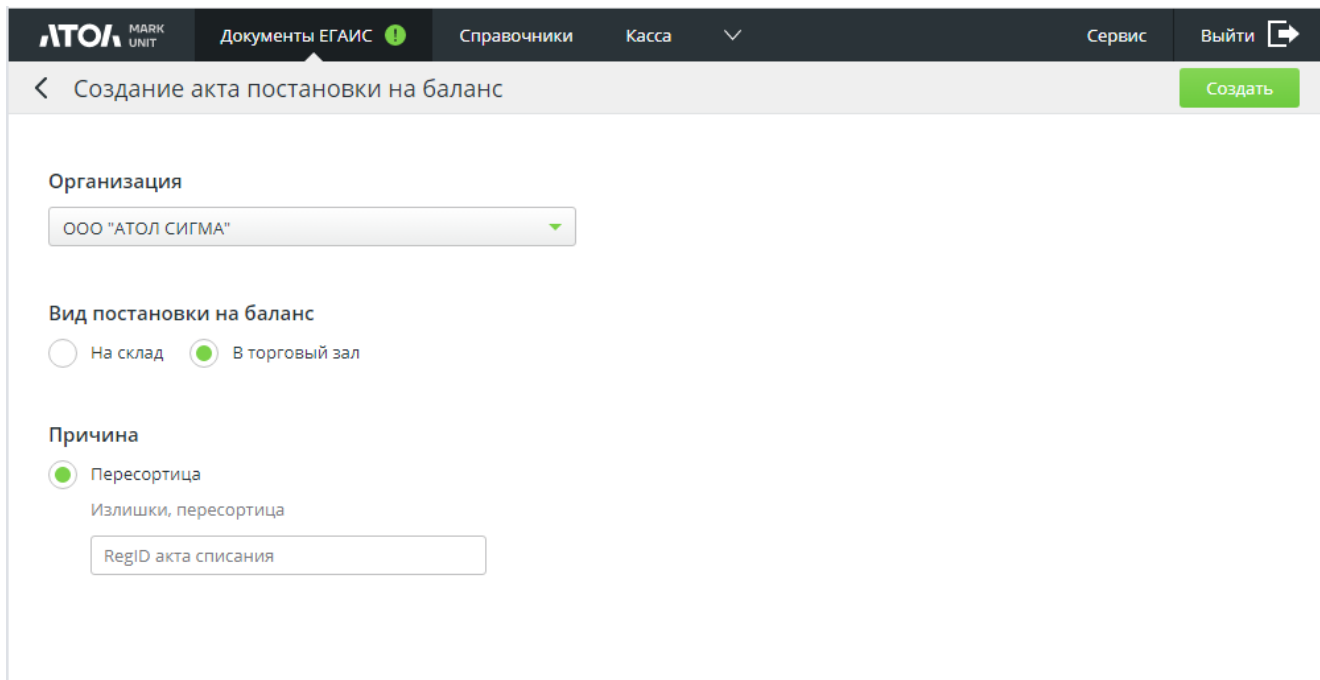 АТОЛ MARK UNIT Документы ЕГАИС ! Справочники Касса Сервис Выйти
Создание акта постановки на баланс Создать
Организация
ООО "АТОЛ СИГМА"
Вид постановки на баланс
На склад В торговый зал
Причина
Пересортица
Излишки, пересортица
RegID акта списания